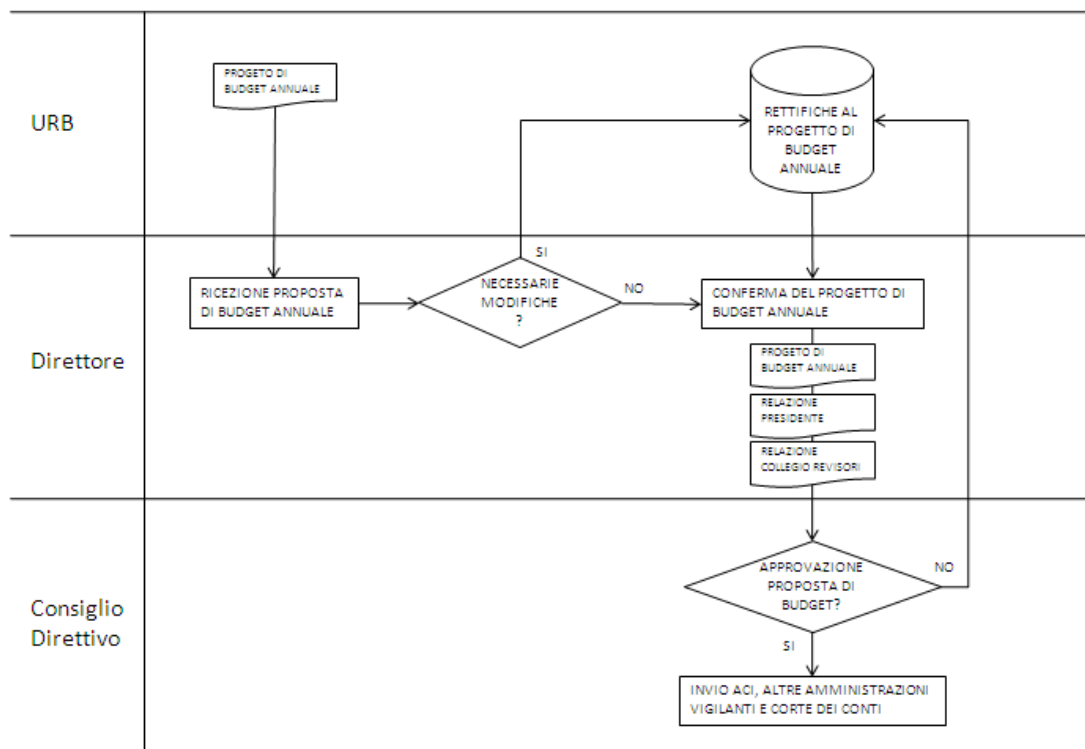 URB
PROGETO DI
BUDGET ANNUALE
RETTIFICHE AL
PROGETTO DI
BUDGET
ANNUALE
Direttore
RICEZIONE PROPOSTA
DI BUDGET ANNUALE
NECESSARIE
MODIFICHE
?
SI
NO
CONFERMA DEL PROGETTO DI
BUDGET ANNUALE
PROGETO DI
BUDGET ANNUALE
RELAZIONE
PRESIDENTE
RELAZIONE
COLLEGIO REVISORI
Consiglio
Direttivo
APPROVAZIONE
PROPOSTA DI
BUDGET?
NO
SI
INVIO ACI, ALTRE AMMINISTRAZIONI
VIGILANTI E CORTE DEI CONTI